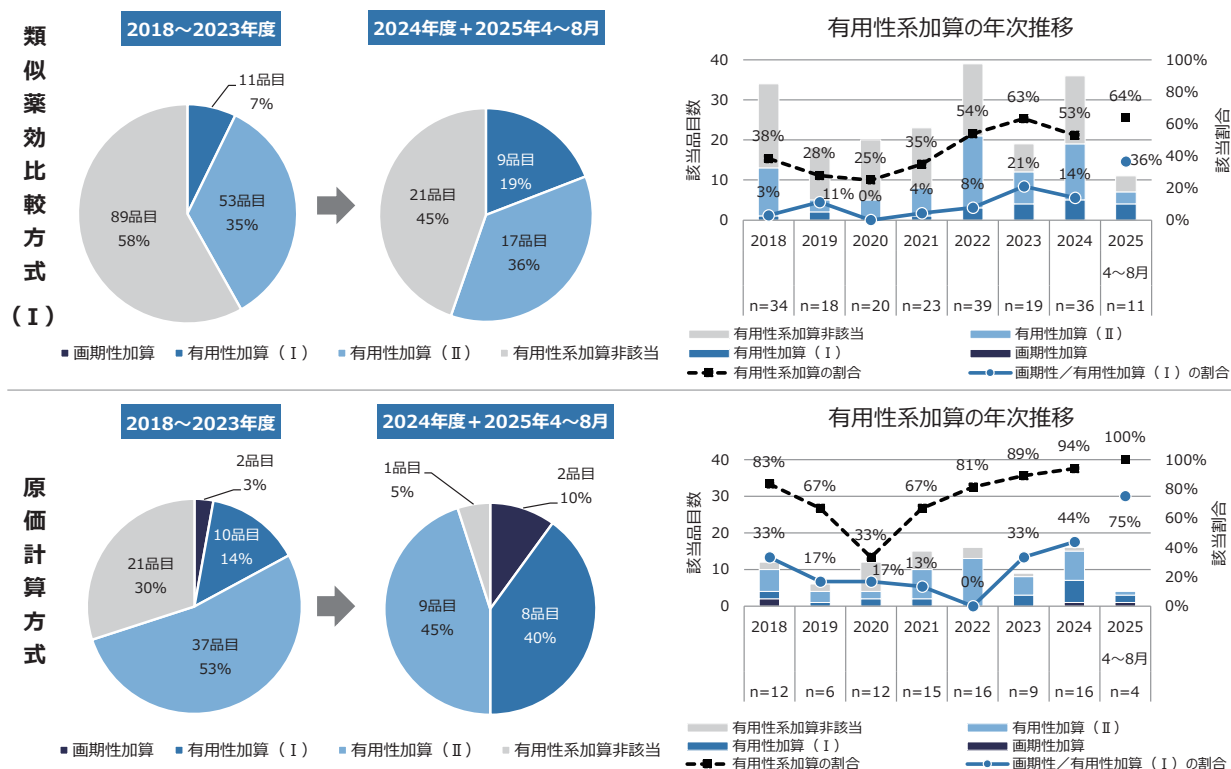 類似薬効比較方式（Ⅰ）
2018～2023年度
2024年度＋2025年4～8月
11品目
7%
53品目
35%
89品目
58%
9品目
19%
17品目
36%
21品目
45%
■画期性加算 ■有用性加算（Ⅰ） ■有用性加算（Ⅱ） ■有用性系加算非該当
有用性系加算の年次推移
該当品目数
該当割合
40
30
20
10
0
100%
80%
60%
40%
20%
0%
38%
28%
25%
35%
54%
63%
53%
64%
3%
11%
0%
4%
8%
21%
14%
36%
2018 2019 2020 2021 2022 2023 2024 2025
4～8月
n=34 n=18 n=20 n=23 n=39 n=19 n=36 n=11
有用性系加算非該当 有用性加算（Ⅱ）
有用性加算（Ⅰ） 画期性加算
有用性系加算の割合 画期性／有用性加算（Ⅰ）の割合
原価計算方式
2018～2023年度
2024年度＋2025年4～8月
2品目
3%
10品目
14%
37品目
53%
21品目
30%
1品目
5%
2品目
10%
8品目
40%
9品目
45%
■画期性加算 ■有用性加算（Ⅰ） ■有用性加算（Ⅱ） ■有用性系加算非該当
有用性系加算の年次推移
該当品目数
該当割合
40
30
20
10
0
100%
80%
60%
40%
20%
0%
83%
67%
33%
67%
81%
89%
94%
100%
33%
17%
17%
13%
0%
33%
44%
75%
2018 2019 2020 2021 2022 2023 2024 2025
4～8月
n=12 n=6 n=12 n=15 n=16 n=9 n=16 n=4
有用性系加算非該当 有用性加算（Ⅱ）
有用性加算（Ⅰ） 画期性加算
有用性系加算の割合 画期性／有用性加算（Ⅰ）の割合